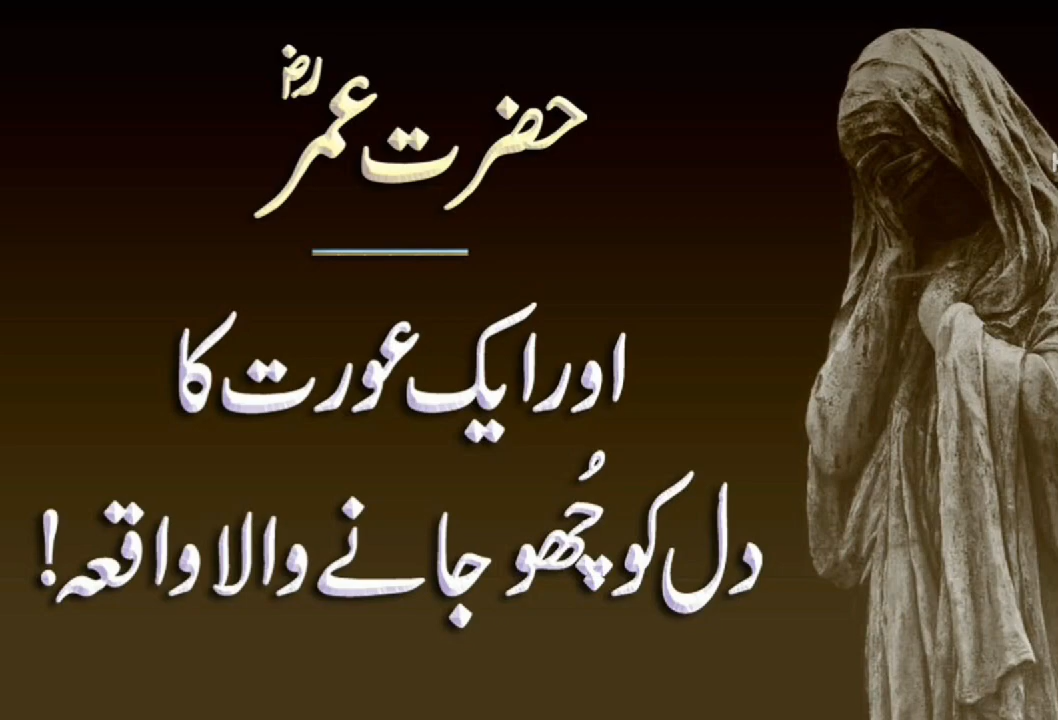 حضرت عمرؓ
اور ایک عورت کا
دل کو چُھو جانے والا واقعہ!